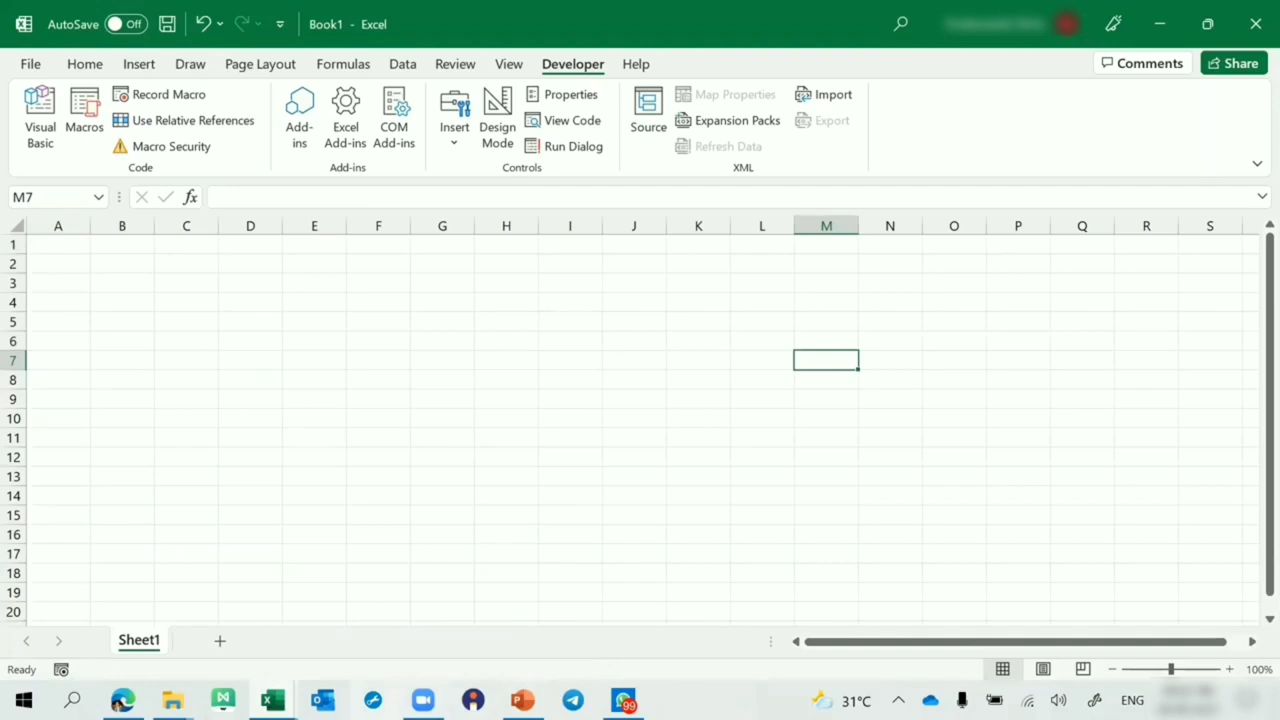 AutoSave Off Book1 - Excel
File Home Insert Draw Page Layout Formulas Data Review View Developer Help Comments Share
Visual Basic
Macros
Record Macro
Use Relative References
Macro Security
Code
Add-ins
Excel Add-ins
COM Add-ins
Add-ins
Insert
Design Mode
Properties
View Code
Run Dialog
Controls
Source
Map Properties
Expansion Packs
Refresh Data
Import
Export
XML
M7 fx
A B C D E F G H I J K L M N O P Q R S
1
2
3
4
5
6
7
8
9
10
11
12
13
14
15
16
17
18
19
20
Sheet1
Ready 100%
99 31°C ENG